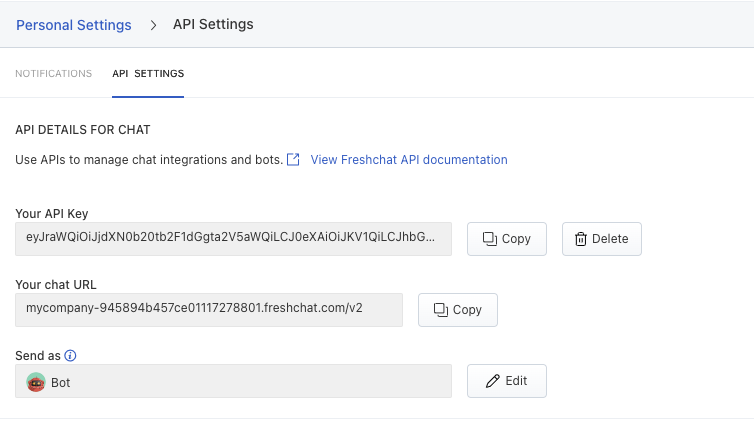 Personal Settings > API Settings
NOTIFICATIONS API SETTINGS
API DETAILS FOR CHAT
Use APIs to manage chat integrations and bots. View Freshchat API documentation
Your API Key
eyJraWQiOiJjdXN0b20tb2F1dGgta2V5aWQiLCJ0eXAiOiJKV1QiLCJhbG... Copy Delete
Your chat URL
mycompany-945894b457ce01117278801.freshchat.com/v2 Copy
Send as
Bot Edit